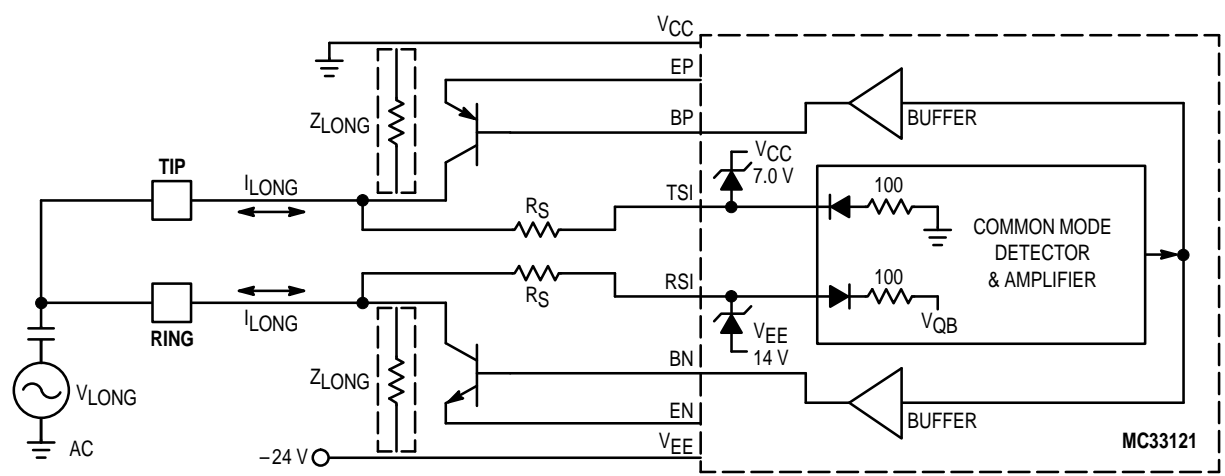 VCC
EP
BP
BUFFER
ZLONG
TIP
ILONG
VCC
7.0 V
TSI
RS
100
COMMON MODE
DETECTOR
& AMPLIFIER
RSI
RS
100
VQB
ILONG
RING
VEE
14 V
BN
ZLONG
VLONG
BUFFER
EN
VEE
AC
–24 V
MC33121